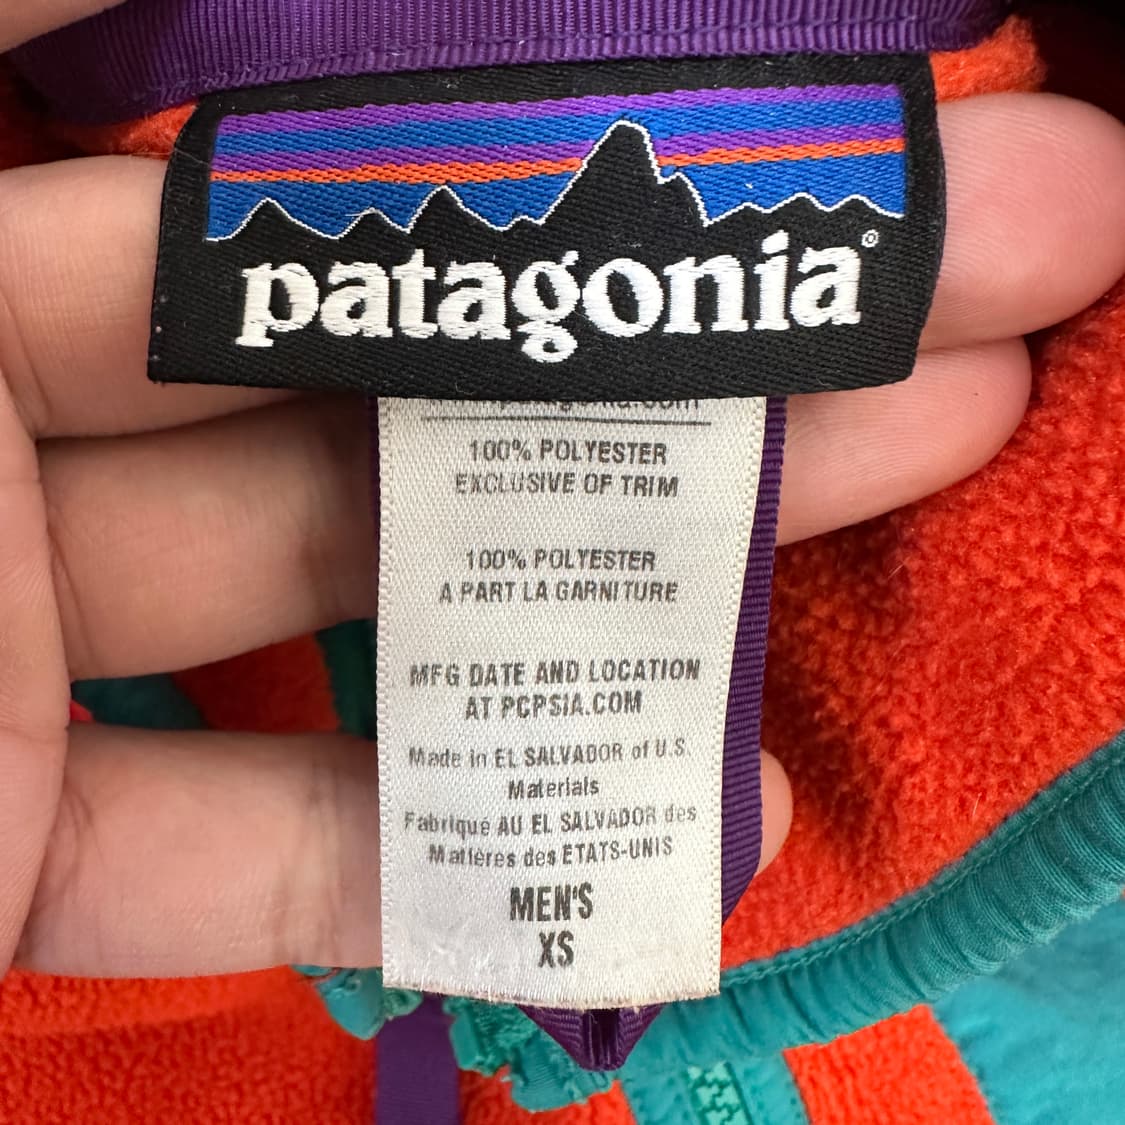 patagonia®
100% POLYESTER
EXCLUSIVE OF TRIM
100% POLYESTER
A PART LA GARNITURE
MFG DATE AND LOCATION
AT PCPSIA.COM
Made in EL SALVADOR of U.S.
Materials
Fabriqué AU EL SALVADOR des
Matières des ETATS-UNIS
MEN'S
XS